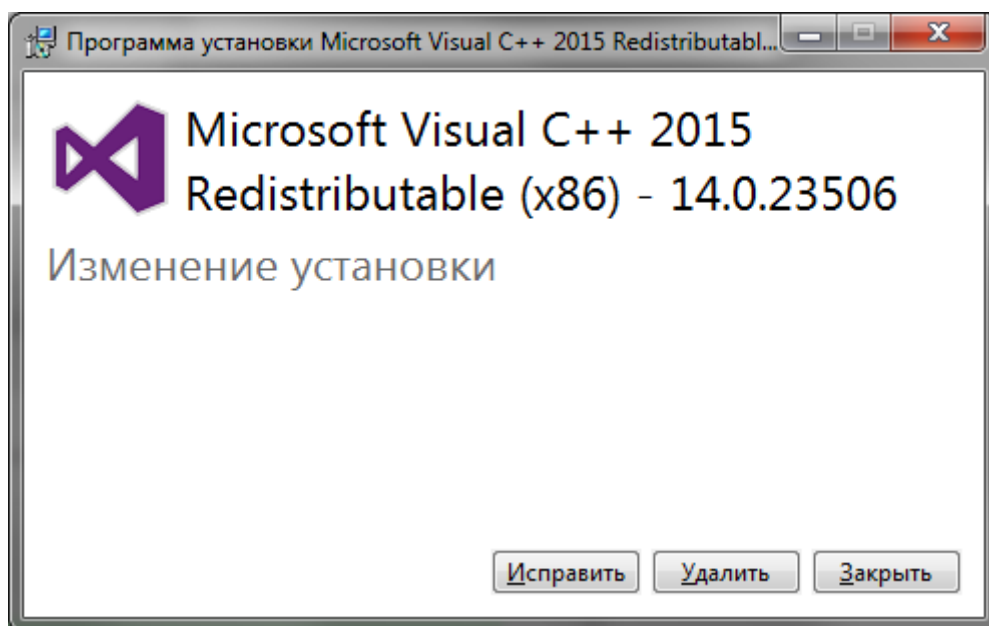 Программа установки Microsoft Visual C++ 2015 Redistributabl...
Microsoft Visual C++ 2015
Redistributable (x86) - 14.0.23506
Изменение установки
Исправить Удалить Закрыть